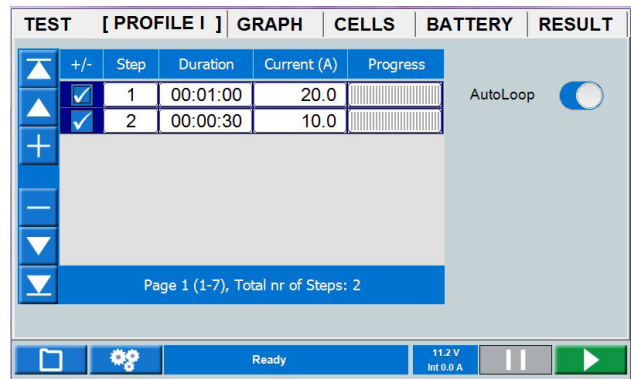 TEST [ PROFILE I ] GRAPH CELLS BATTERY RESULT
+/- Step Duration Current (A) Progress
1 00:01:00 20.0
2 00:00:30 10.0
AutoLoop
Page 1 (1-7), Total nr of Steps: 2
Ready
11.2 V
Int 0.0 A